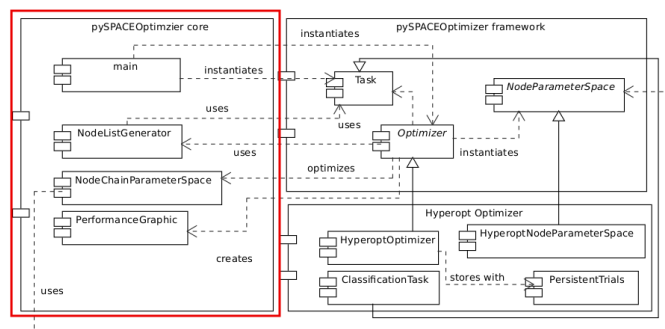 pySPACEOptimzier core
pySPACEOptimizer framework
instantiates
main
instantiates
Task
NodeParameterSpace
uses
NodeListGenerator
uses
Optimizer
uses
instantiates
optimizes
NodeChainParameterSpace
PerformanceGraphic
Hyperopt Optimizer
HyperoptOptimizer
HyperoptNodeParameterSpace
creates
ClassificationTask
stores with
PersistentTrials
uses